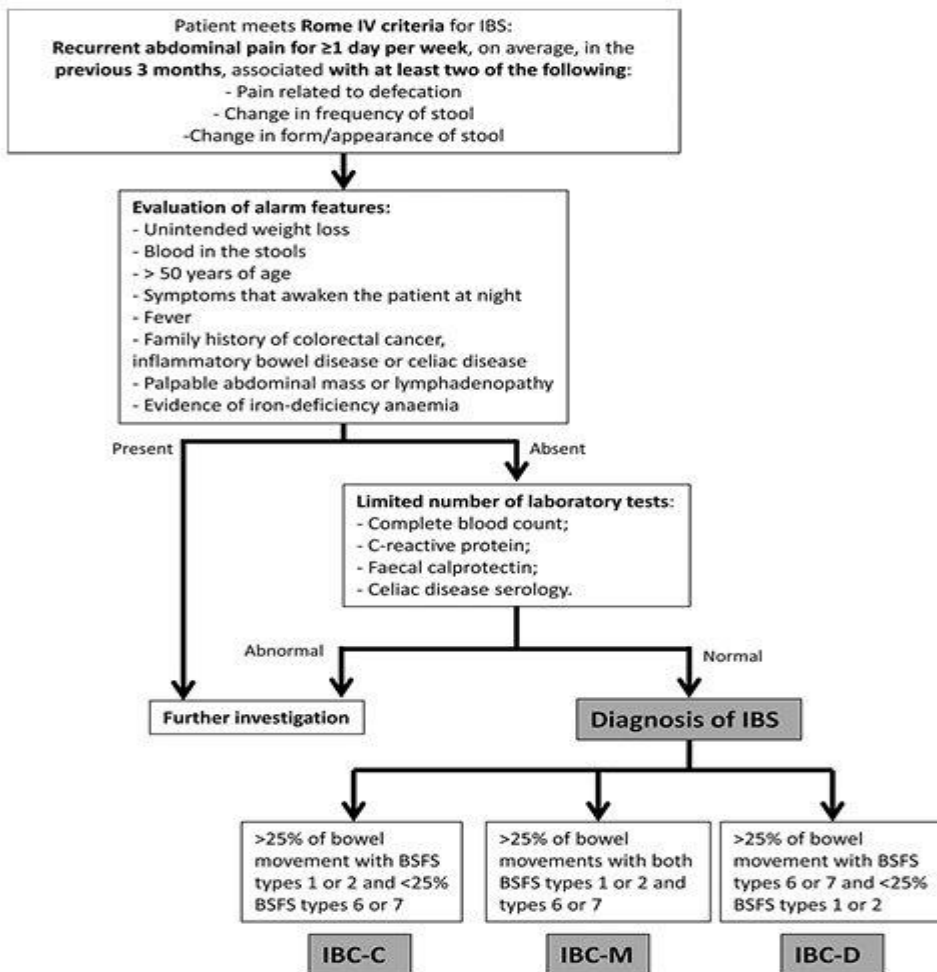 Patient meets Rome IV criteria for IBS:
Recurrent abdominal pain for ≥1 day per week, on average, in the
previous 3 months, associated with at least two of the following:
- Pain related to defecation
- Change in frequency of stool
-Change in form/appearance of stool
Evaluation of alarm features:
- Unintended weight loss
- Blood in the stools
- > 50 years of age
- Symptoms that awaken the patient at night
- Fever
- Family history of colorectal cancer,
inflammatory bowel disease or celiac disease
- Palpable abdominal mass or lymphadenopathy
- Evidence of iron-deficiency anaemia
Present
Absent
Limited number of laboratory tests:
- Complete blood count;
- C-reactive protein;
- Faecal calprotectin;
- Celiac disease serology.
Abnormal
Normal
Further investigation
Diagnosis of IBS
>25% of bowel
movement with BSFS
types 1 or 2 and <25%
BSFS types 6 or 7
>25% of bowel
movements with both
BSFS types 1 or 2 and
types 6 or 7
>25% of bowel
movement with BSFS
types 6 or 7 and <25%
BSFS types 1 or 2
IBC-C
IBC-M
IBC-D